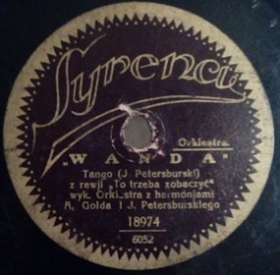 Syrena
Orkiestra.
"WANDA"
Tango (J. Petersburski)
z rewji „To trzeba zobaczyć"
wyk. Orkiestra z harmonjami
A. Golda i J. Petersburskiego
18974
6052